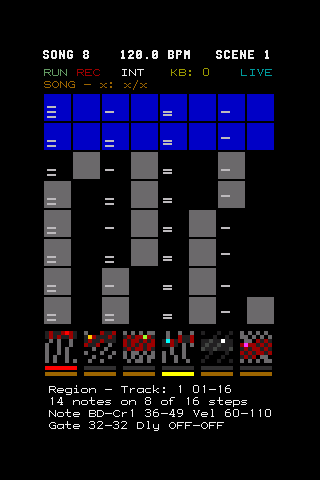 SONG 8 120.0 BPM SCENE 1
RUN REC INT KB: O LIVE
SONG - x: x/x
Region - Track: 1 01-16
14 notes on 8 of 16 steps
Note BD-Cr1 36-49 Vel 60-110
Gate 32-32 Dly OFF-OFF